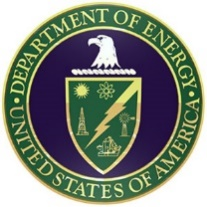 · DEPARTMENT OF ENERGY ·
UNITED STATES OF AMERICA